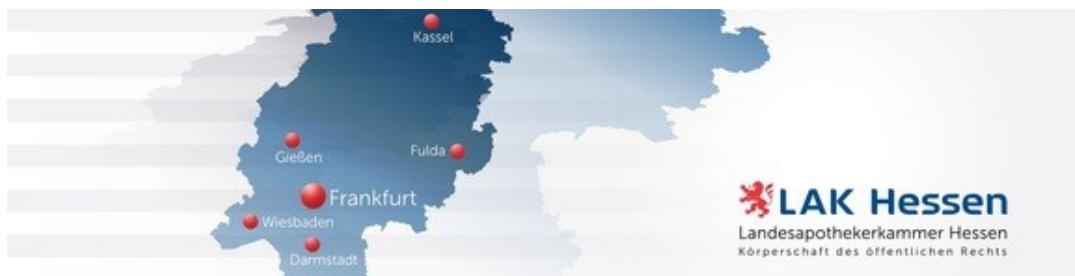 Kassel
Gießen
Fulda
Frankfurt
Wiesbaden
Darmstadt
LAK Hessen
Landesapothekerkammer Hessen
Körperschaft des öffentlichen Rechts